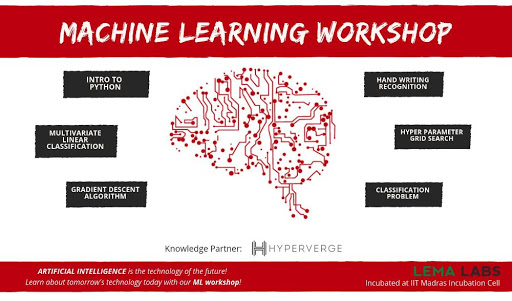 MACHINE LEARNING WORKSHOP
INTRO TO
PYTHON
HAND WRITING
RECOGNITION
MULTIVARIATE
LINEAR
CLASSIFICATION
HYPER PARAMETER
GRID SEARCH
GRADIENT DESCENT
ALGORITHM
CLASSIFICATION
PROBLEM
Knowledge Partner: HYPERVERGE
ARTIFICIAL INTELLIGENCE is the technology of the future!
Learn about tomorrow's technology today with our ML workshop!
LEMA LABS
Incubated at IIT Madras Incubation Cell